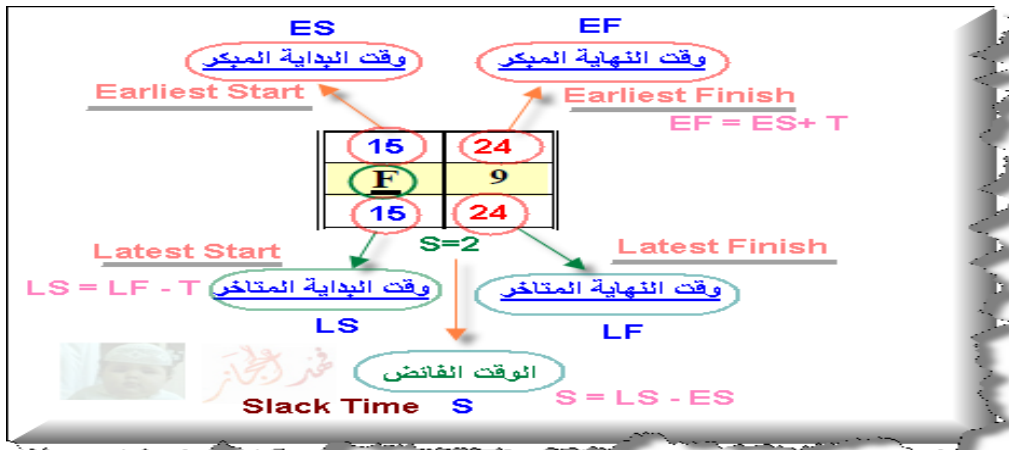 ES EF
وقت البداية المبكر وقت النهاية المبكر
Earliest Start Earliest Finish
EF = ES+ T
15 24
F 9
15 24
S=2
Latest Start Latest Finish
LS = LF - T وقت البداية المتاخر وقت النهاية المتاخر
LS LF
الوقت الفائض
S = LS - ES
Slack Time S